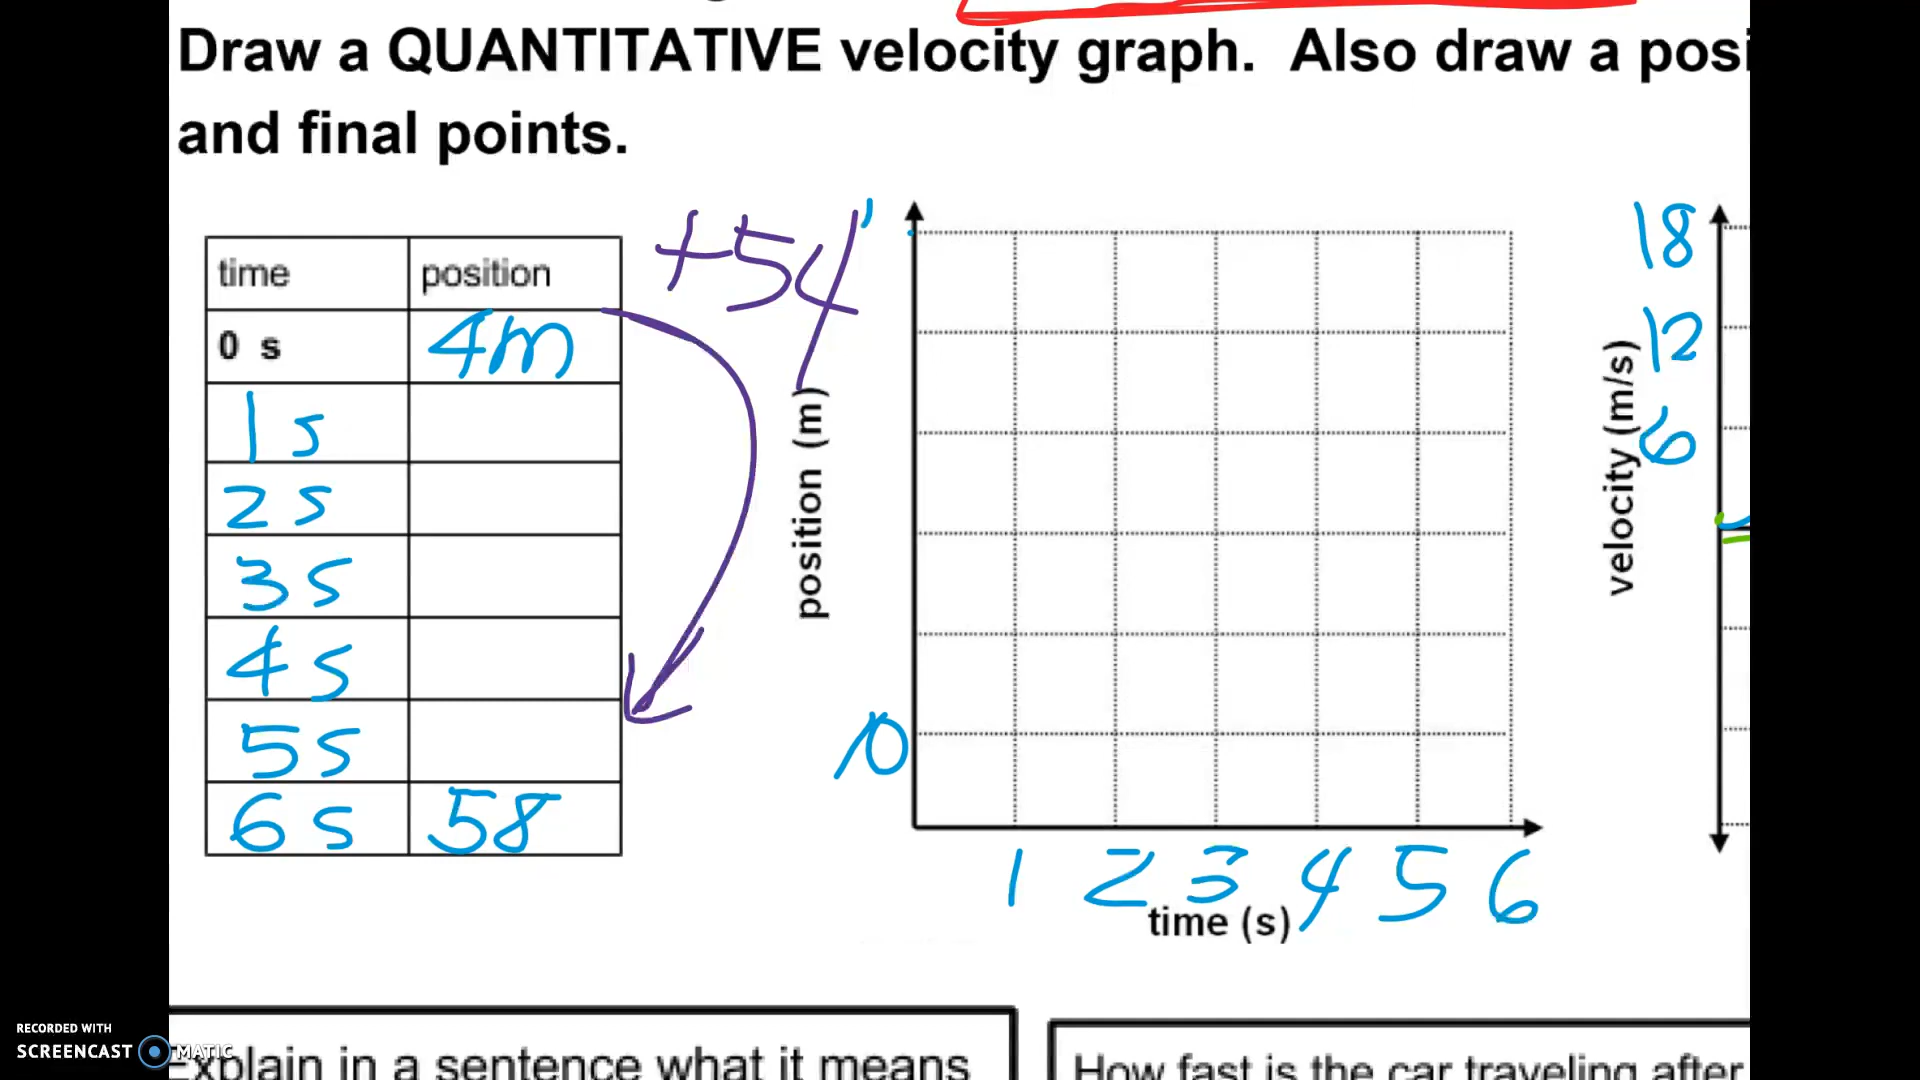 Draw a QUANTITATIVE velocity graph. Also draw a posi
and final points.
time position
0 s 4m
1 s
2 s
3 s
4 s
5 s
6 s 58
+54
position (m)
10
1 2 3 4 5 6
time (s)
18
12
6
velocity (m/s)
Explain in a sentence what it means
How fast is the car traveling after
RECORDED WITH
SCREENCAST MATIC